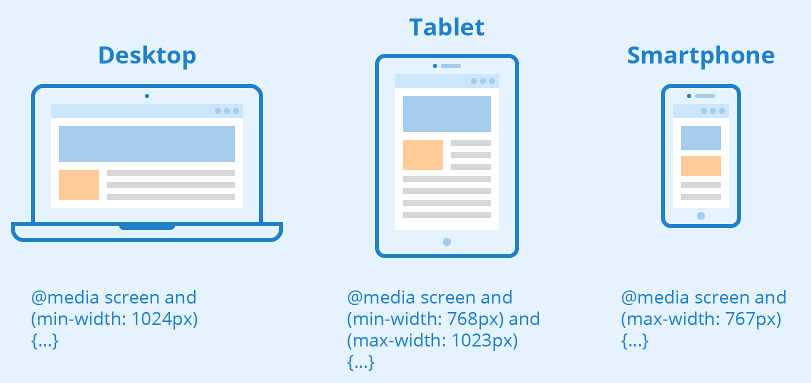 Desktop
@media screen and
(min-width: 1024px)
{...}
Tablet
@media screen and
(min-width: 768px) and
(max-width: 1023px)
{...}
Smartphone
@media screen and
(max-width: 767px)
{...}